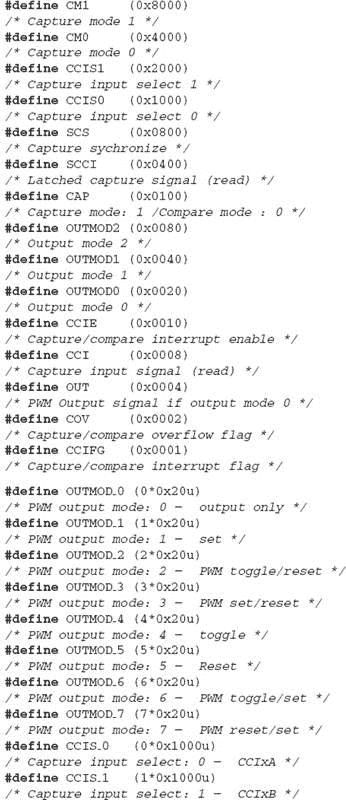 #define CM1 (0x8000)
/* Capture mode 1 */
#define CM0 (0x4000)
/* Capture mode 0 */
#define CCIS1 (0x2000)
/* Capture input select 1 */
#define CCIS0 (0x1000)
/* Capture input select 0 */
#define SCS (0x0800)
/* Capture sychronize */
#define SCCI (0x0400)
/* Latched capture signal (read) */
#define CAP (0x0100)
/* Capture mode: 1 /Compare mode : 0 */
#define OUTMOD2 (0x0080)
/* Output mode 2 */
#define OUTMOD1 (0x0040)
/* Output mode 1 */
#define OUTMOD0 (0x0020)
/* Output mode 0 */
#define CCIE (0x0010)
/* Capture/compare interrupt enable */
#define CCI (0x0008)
/* Capture input signal (read) */
#define OUT (0x0004)
/* PWM Output signal if output mode 0 */
#define COV (0x0002)
/* Capture/compare overflow flag */
#define CCIFG (0x0001)
/* Capture/compare interrupt flag */
#define OUTMOD_0 (0*0x20u)
/* PWM output mode: 0 - output only */
#define OUTMOD_1 (1*0x20u)
/* PWM output mode: 1 - set */
#define OUTMOD_2 (2*0x20u)
/* PWM output mode: 2 - PWM toggle/reset */
#define OUTMOD_3 (3*0x20u)
/* PWM output mode: 3 - PWM set/reset */
#define OUTMOD_4 (4*0x20u)
/* PWM output mode: 4 - toggle */
#define OUTMOD_5 (5*0x20u)
/* PWM output mode: 5 - Reset */
#define OUTMOD_6 (6*0x20u)
/* PWM output mode: 6 - PWM toggle/set */
#define OUTMOD_7 (7*0x20u)
/* PWM output mode: 7 - PWM reset/set */
#define CCIS_0 (0*0x1000u)
/* Capture input select: 0 - CCIxA */
#define CCIS_1 (1*0x1000u)
/* Capture input select: 1 - CCIxB */